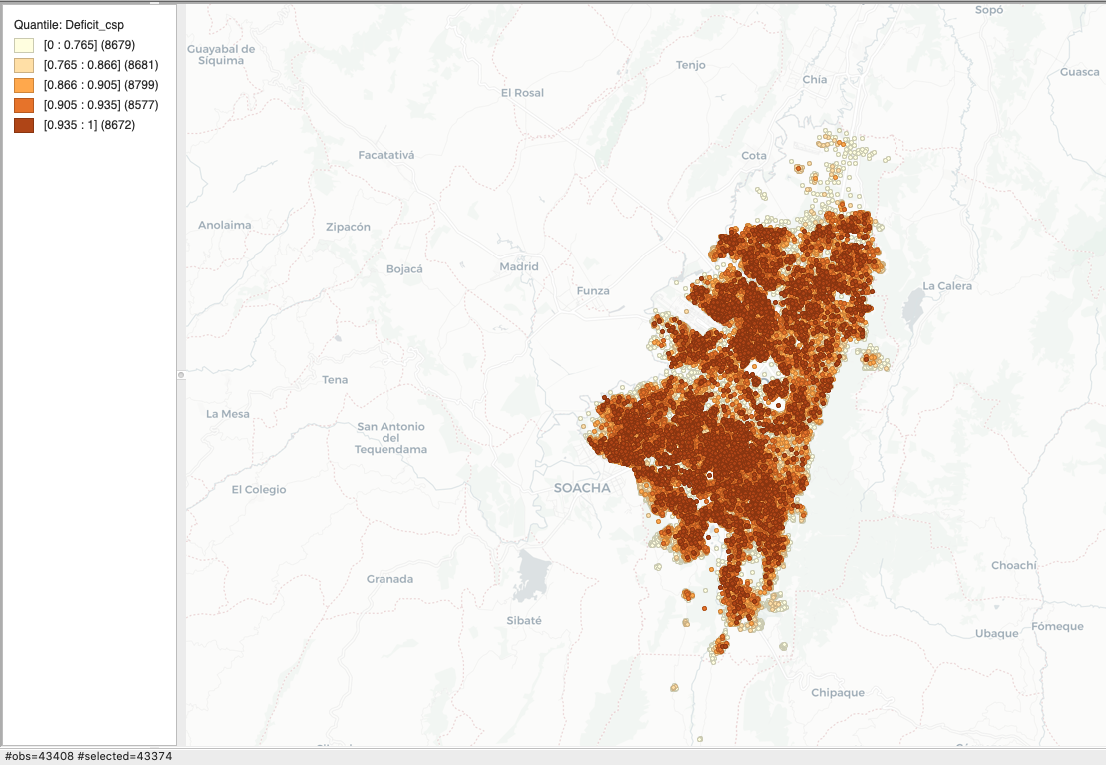 Quantile: Deficit_csp
[0 : 0.765] (8679)
[0.765 : 0.866] (8681)
[0.866 : 0.905] (8799)
[0.905 : 0.935] (8577)
[0.935 : 1] (8672)
Sopó
Guayabal de
Síquima
Tenjo
Guasca
Chía
El Rosal
Facatativá
Cota
Anolaima
Zipacón
Bojacá
Madrid
Funza
La Calera
Tena
La Mesa
San Antonio
del
Tequendama
El Colegio
SOACHA
Choachí
Granada
Sibaté
Fómeque
Ubaque
Chipaque
#obs=43408 #selected=43374